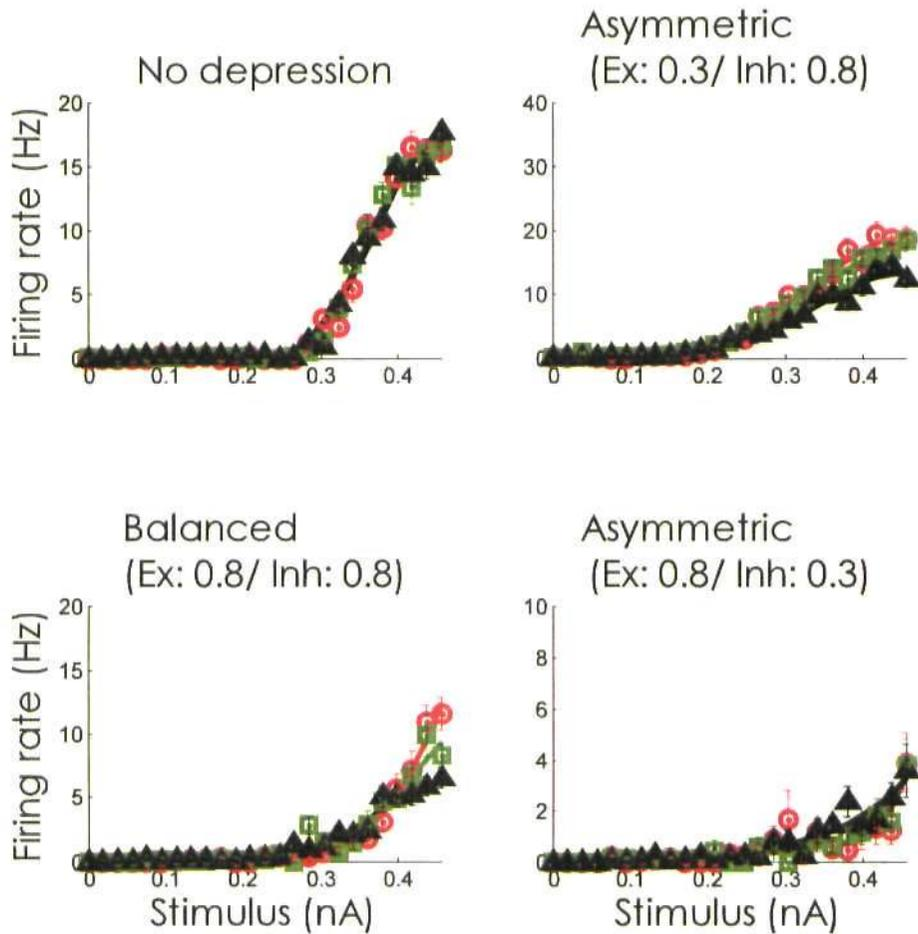 No depression
Asymmetric
(Ex: 0.3/ Inh: 0.8)
Firing rate (Hz)
20
15
10
5
0
0 0.1 0.2 0.3 0.4
40
30
20
10
0
0 0.1 0.2 0.3 0.4
Balanced
(Ex: 0.8/ Inh: 0.8)
Asymmetric
(Ex: 0.8/ Inh: 0.3)
Firing rate (Hz)
20
15
10
5
0
0 0.1 0.2 0.3 0.4
Stimulus (nA)
10
8
6
4
2
0
0 0.1 0.2 0.3 0.4
Stimulus (nA)